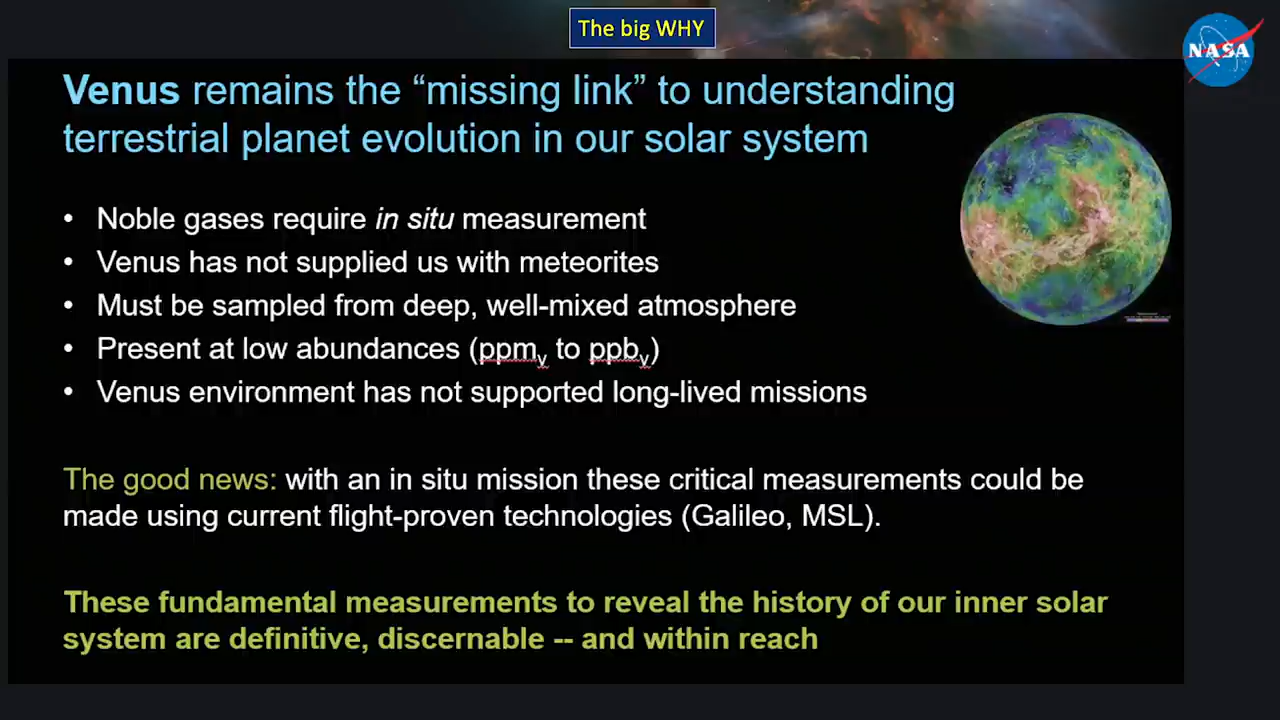 The big WHY
NASA
Venus remains the “missing link” to understanding
terrestrial planet evolution in our solar system
• Noble gases require in situ measurement
• Venus has not supplied us with meteorites
• Must be sampled from deep, well-mixed atmosphere
• Present at low abundances (ppmv to ppbv)
• Venus environment has not supported long-lived missions
The good news: with an in situ mission these critical measurements could be
made using current flight-proven technologies (Galileo, MSL).
These fundamental measurements to reveal the history of our inner solar
system are definitive, discernable -- and within reach